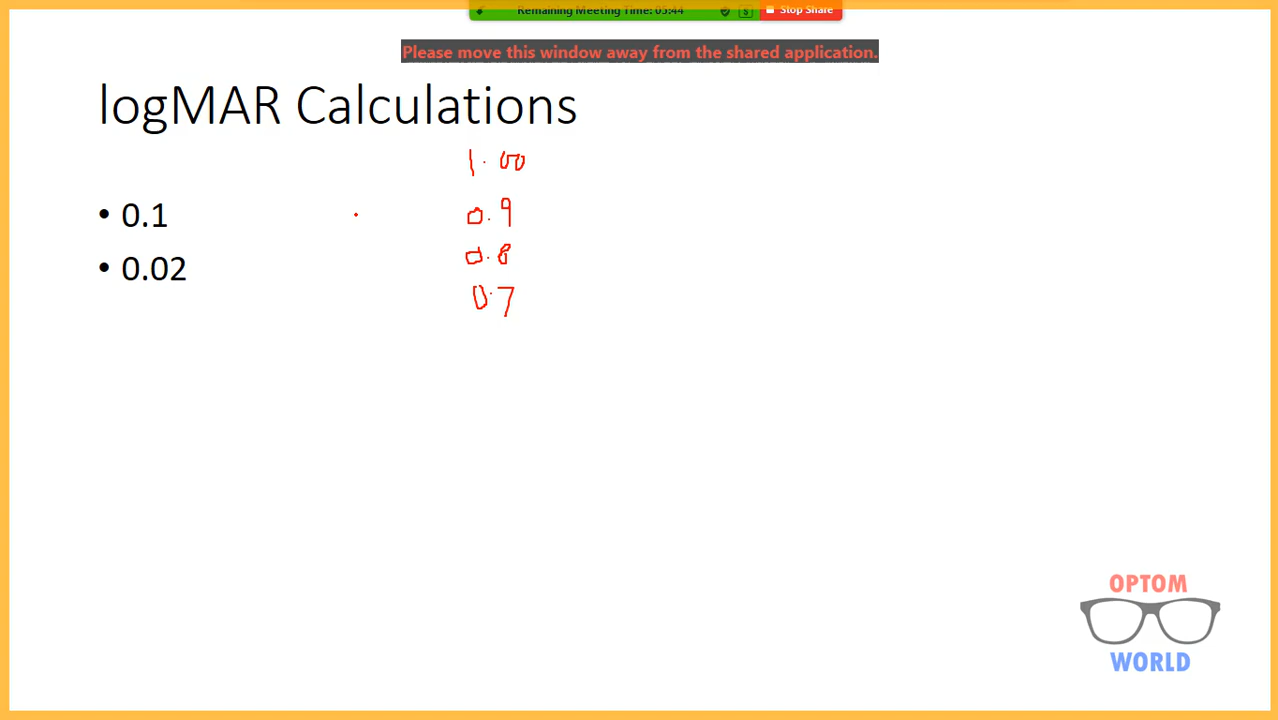 Remaining Meeting Time: 05:44
Stop Share
Please move this window away from the shared application.
logMAR Calculations
1.00
• 0.1
0.9
0.8
• 0.02
0.7
OPTOM
WORLD